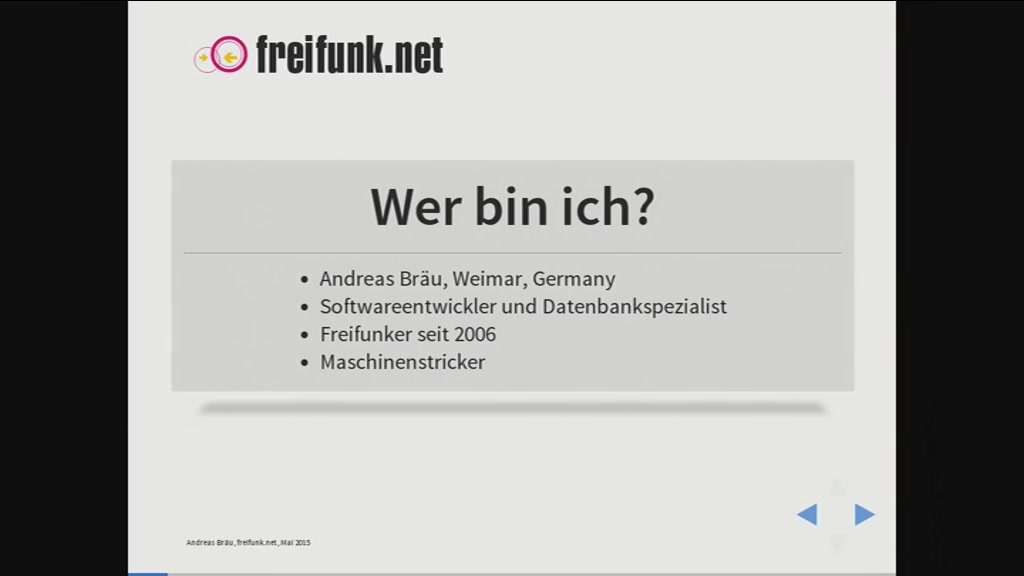 freifunk.net
Wer bin ich?
Andreas Bräu, Weimar, Germany
Softwareentwickler und Datenbankspezialist
Freifunker seit 2006
Maschinenstricker
Andreas Bräu, freifunk.net, Mai 2015